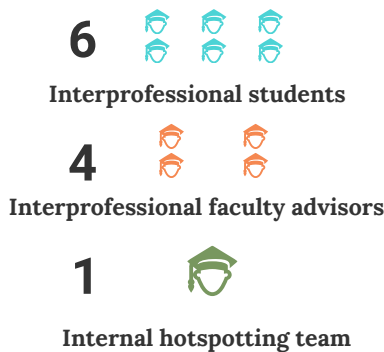 6
Interprofessional students
4
Interprofessional faculty advisors
1
Internal hotspotting team